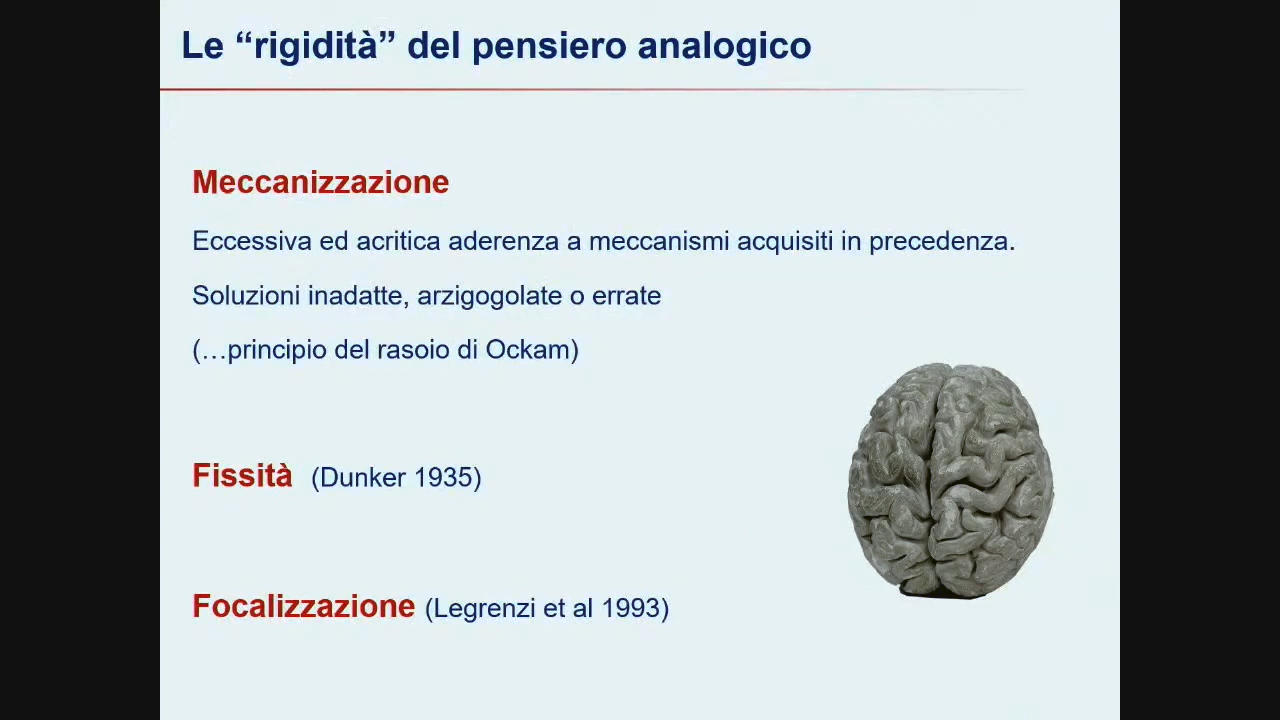 Le “rigidità” del pensiero analogico
Meccanizzazione
Eccessiva ed acritica aderenza a meccanismi acquisiti in precedenza.
Soluzioni inadatte, arzigogolate o errate
(…principio del rasoio di Ockam)
Fissità (Dunker 1935)
Focalizzazione (Legrenzi et al 1993)